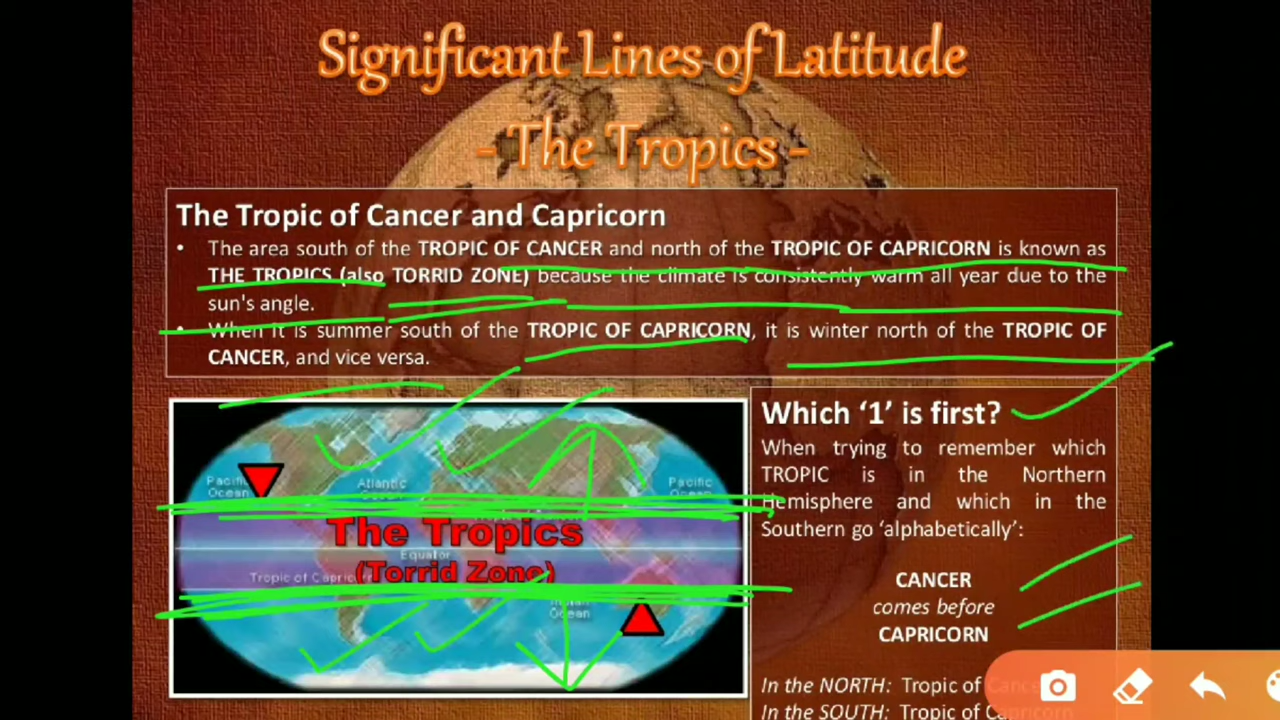 Significant Lines of Latitude
- The Tropics -
The Tropic of Cancer and Capricorn
• The area south of the TROPIC OF CANCER and north of the TROPIC OF CAPRICORN is known as
THE TROPICS (also TORRID ZONE) because the climate is consistently warm all year due to the
sun's angle.
• When it is summer south of the TROPIC OF CAPRICORN, it is winter north of the TROPIC OF
CANCER, and vice versa.
Pacific
Ocean
Atlantic
Ocean
Pacific
Ocean
The Tropics
Equator
(Torrid Zone)
Tropic of Capricorn
Indian
Ocean
Which ‘1’ is first?
When trying to remember which
TROPIC is in the Northern
Hemisphere and which in the
Southern go ‘alphabetically’:
CANCER
comes before
CAPRICORN
In the NORTH: Tropic of Cancer
In the SOUTH: Tropic of Capricorn